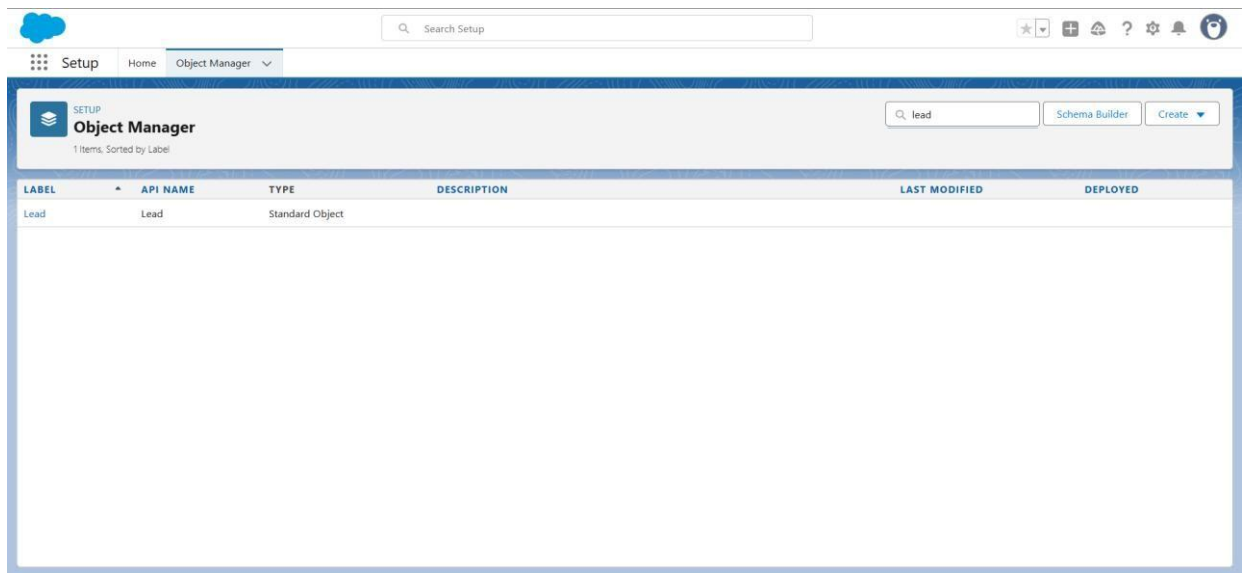 Search Setup
Setup Home Object Manager
SETUP
Object Manager
1 Items, Sorted by Label
lead
Schema Builder
Create
LABEL API NAME TYPE DESCRIPTION LAST MODIFIED DEPLOYED
Lead Lead Standard Object